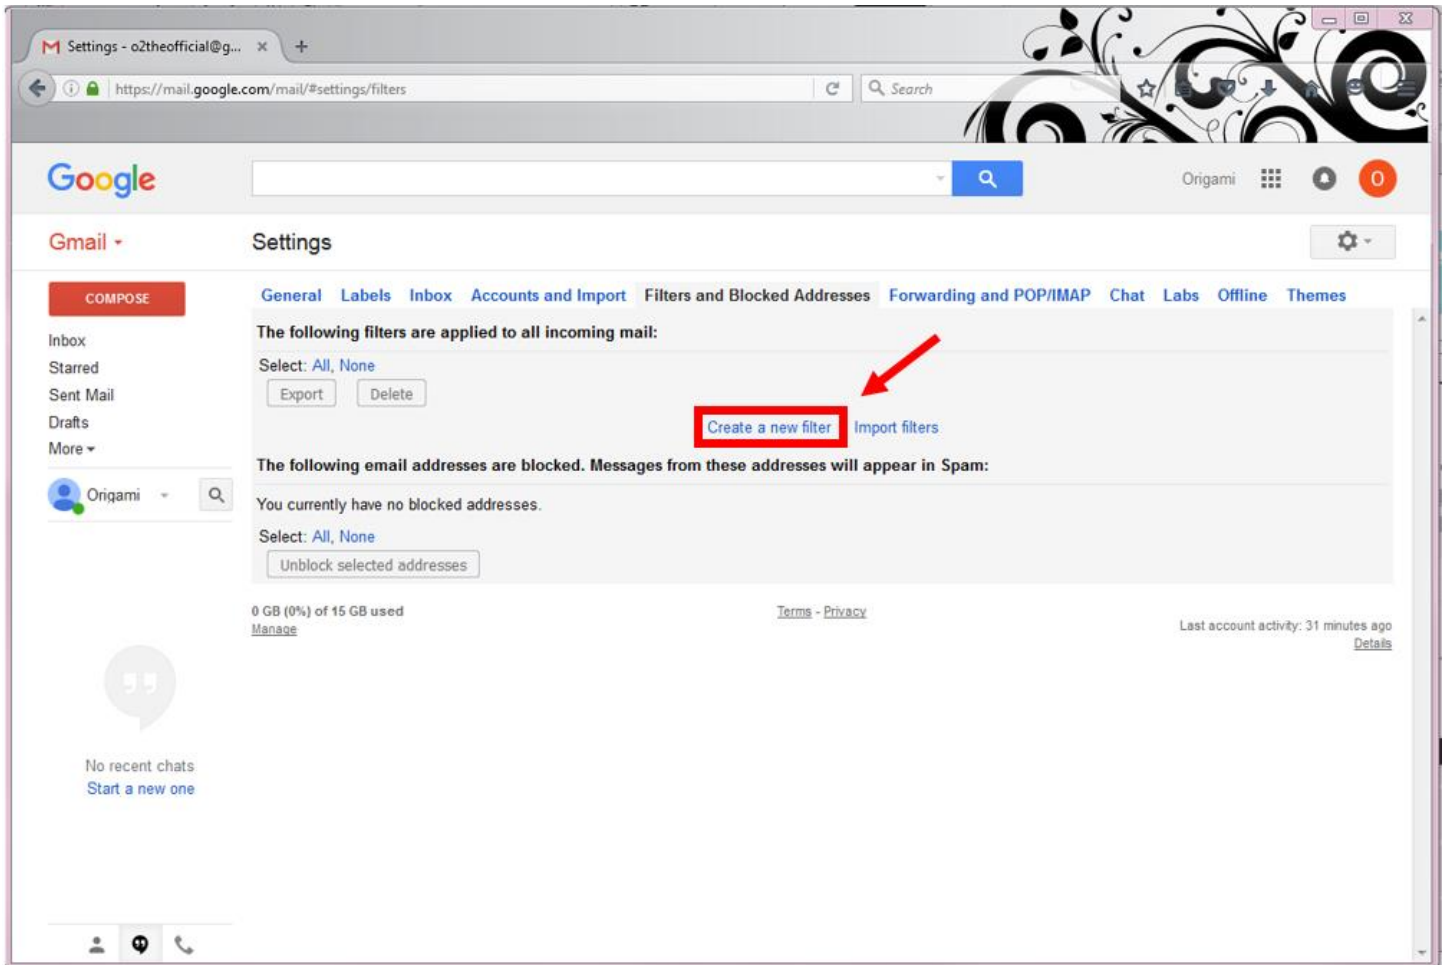 Settings - o2theofficial@g...
https://mail.google.com/mail/#settings/filters
Search
Google
Origami
O
Gmail
Settings
COMPOSE
General Labels Inbox Accounts and Import Filters and Blocked Addresses Forwarding and POP/IMAP Chat Labs Offline Themes
The following filters are applied to all incoming mail:
Inbox
Starred
Sent Mail
Drafts
More
Select: All, None
Export Delete
Create a new filter Import filters
The following email addresses are blocked. Messages from these addresses will appear in Spam:
Origami
You currently have no blocked addresses.
Select: All, None
Unblock selected addresses
0 GB (0%) of 15 GB used
Manage
Terms - Privacy
Last account activity: 31 minutes ago
Details
No recent chats
Start a new one